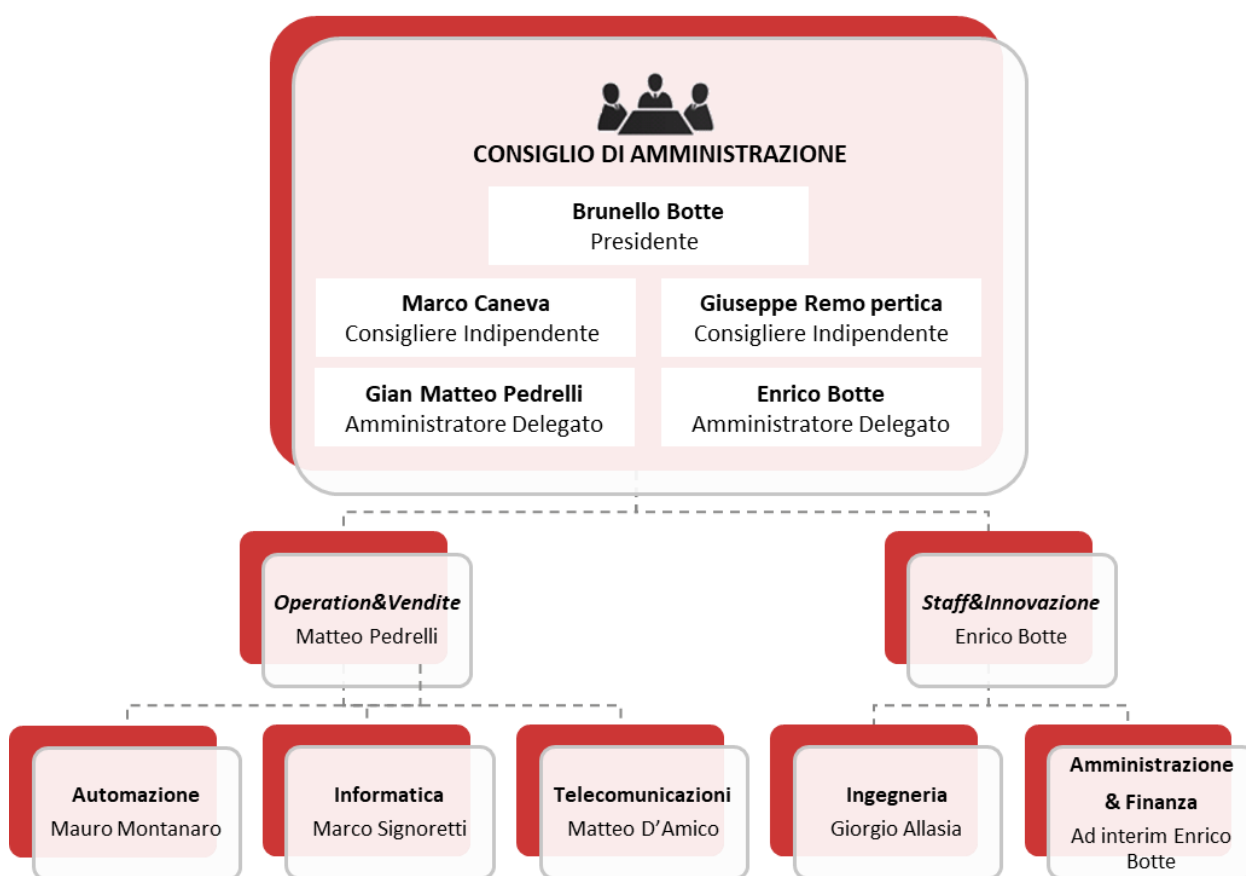 CONSIGLIO DI AMMINISTRAZIONE
Brunello Botte
Presidente
Marco Caneva
Consigliere Indipendente
Giuseppe Remo pertica
Consigliere Indipendente
Gian Matteo Pedrelli
Amministratore Delegato
Enrico Botte
Amministratore Delegato
Operation&Vendite
Matteo Pedrelli
Staff&Innovazione
Enrico Botte
Automazione
Mauro Montanaro
Informatica
Marco Signoretti
Telecomunicazioni
Matteo D’Amico
Ingegneria
Giorgio Allasia
Amministrazione
& Finanza
Ad interim Enrico
Botte